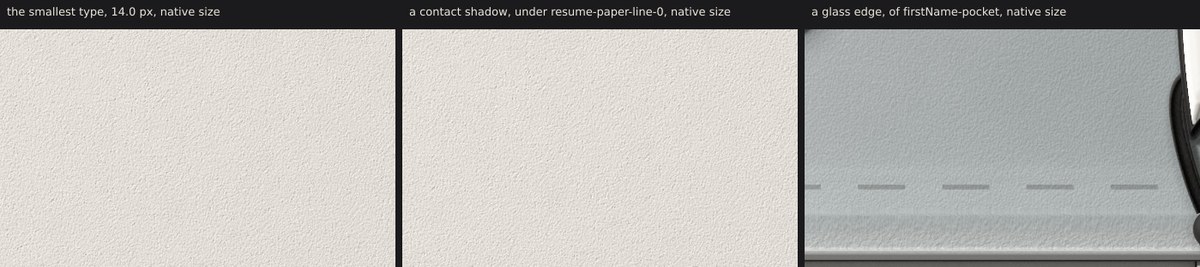 the smallest type, 14.0 px, native size
a contact shadow, under resume-paper-line-0, native size
a glass edge, of firstName-pocket, native size